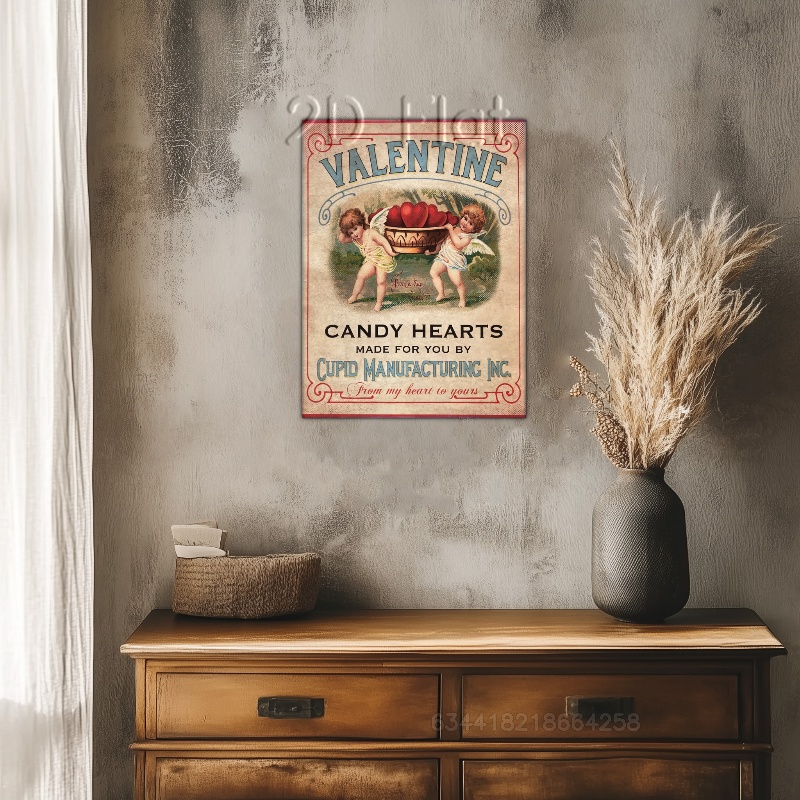 2D Flat
VALENTINE
CANDY HEARTS
MADE FOR YOU BY
CUPID MANUFACTURING INC.
From my heart to yours
634418218664258